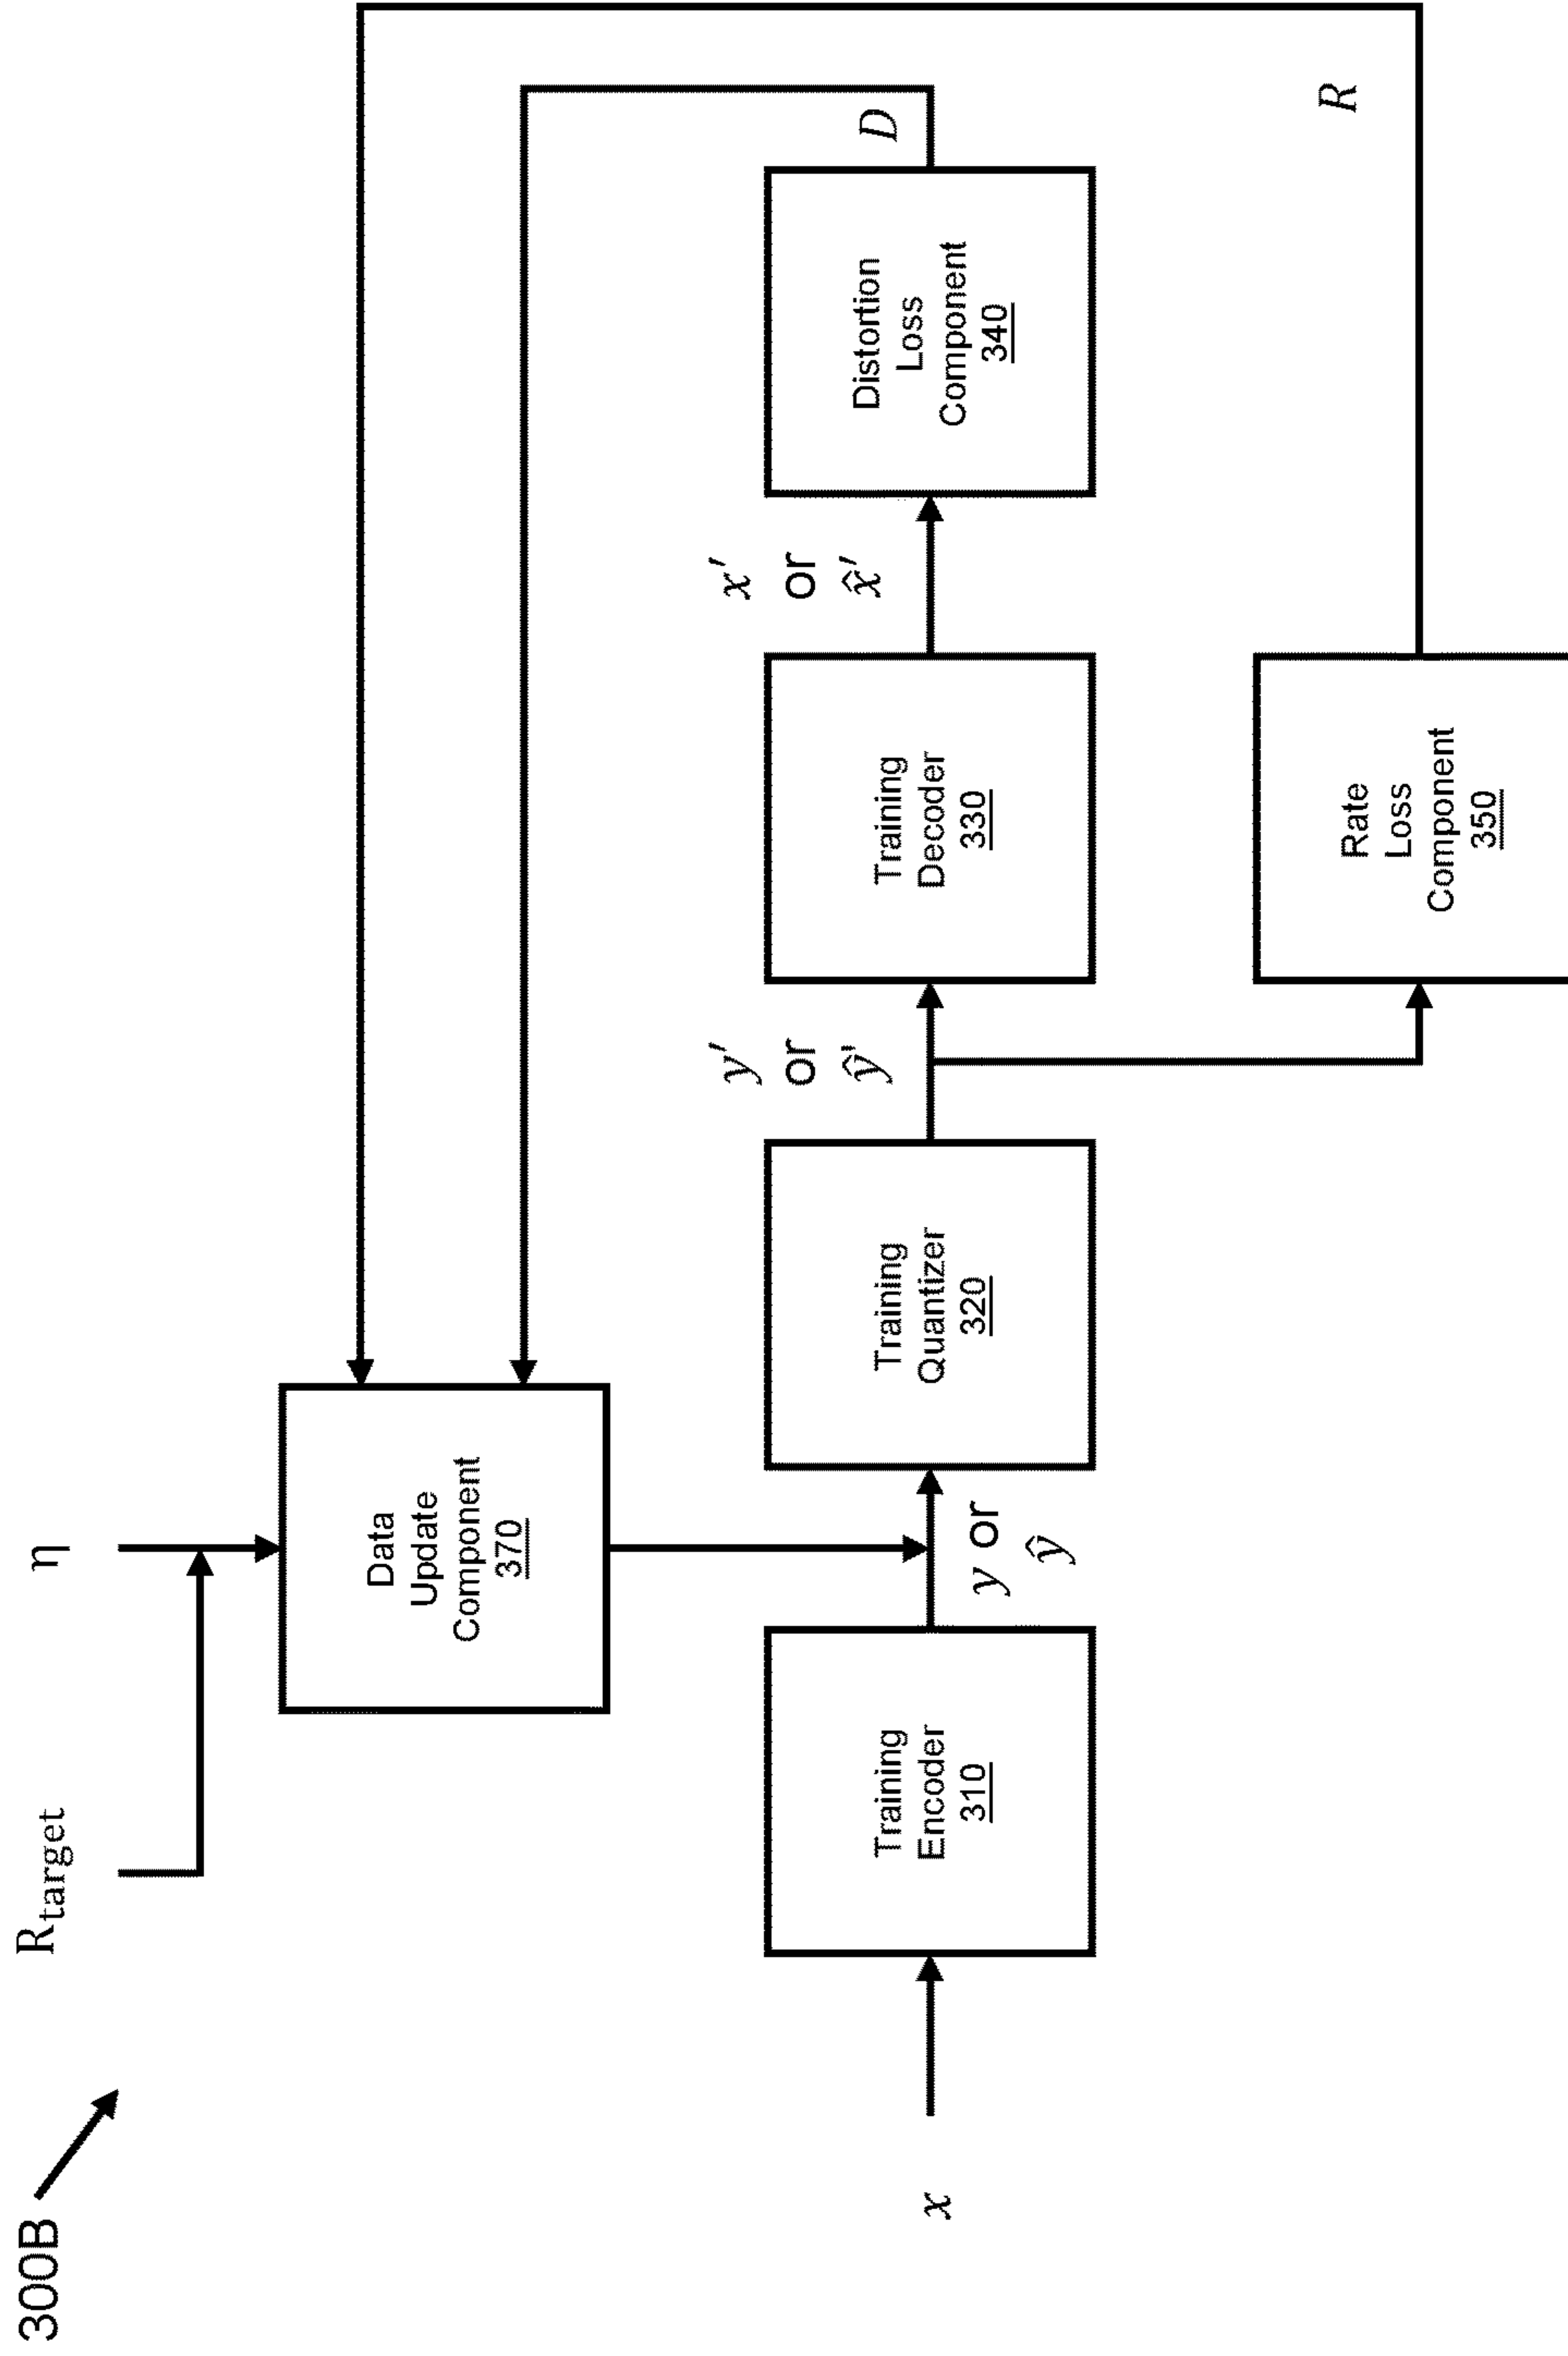 300B
R_target
η
Data
Update
Component
370
x
Training
Encoder
310
y or
ŷ
Training
Quantizer
320
y′
or
ŷ'
Training
Decoder
330
x′
or
x̂′
Distortion
Loss
Component
340
D
Rate
Loss
Component
350
R